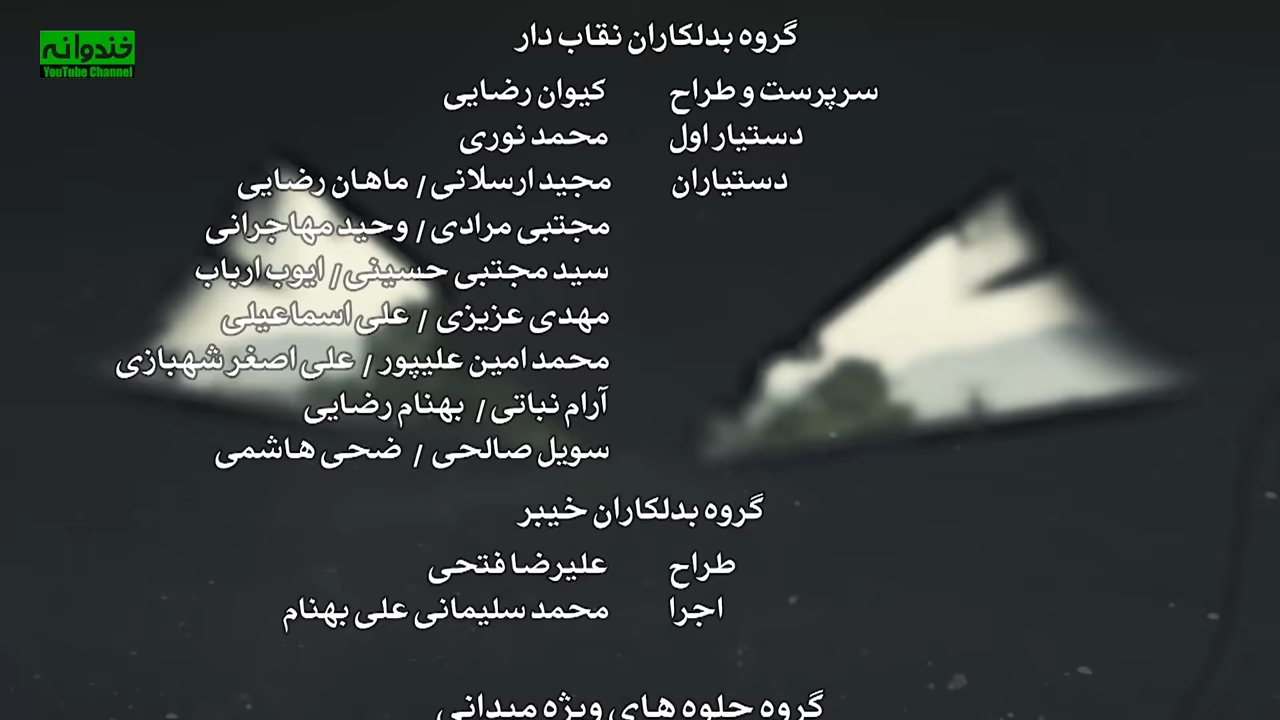 خندوانه
YouTube Channel
گروه بدلکاران نقاب دار
سرپرست و طراح کیوان رضایی
دستیار اول محمد نوری
دستیاران مجید ارسلانی / ماهان رضایی
مجتبی مرادی / وحید مهاجرانی
سید مجتبی حسینی / ایوب ارباب
مهدی عزیزی / علی اسماعیلی
محمد امین علیپور / علی اصغر شهبازی
آرام نباتی / بهنام رضایی
سویل صالحی / ضحی هاشمی
گروه بدلکاران خیبر
طراح علیرضا فتحی
اجرا محمد سلیمانی علی بهنام
گروه جلوه های ویژه میدانی